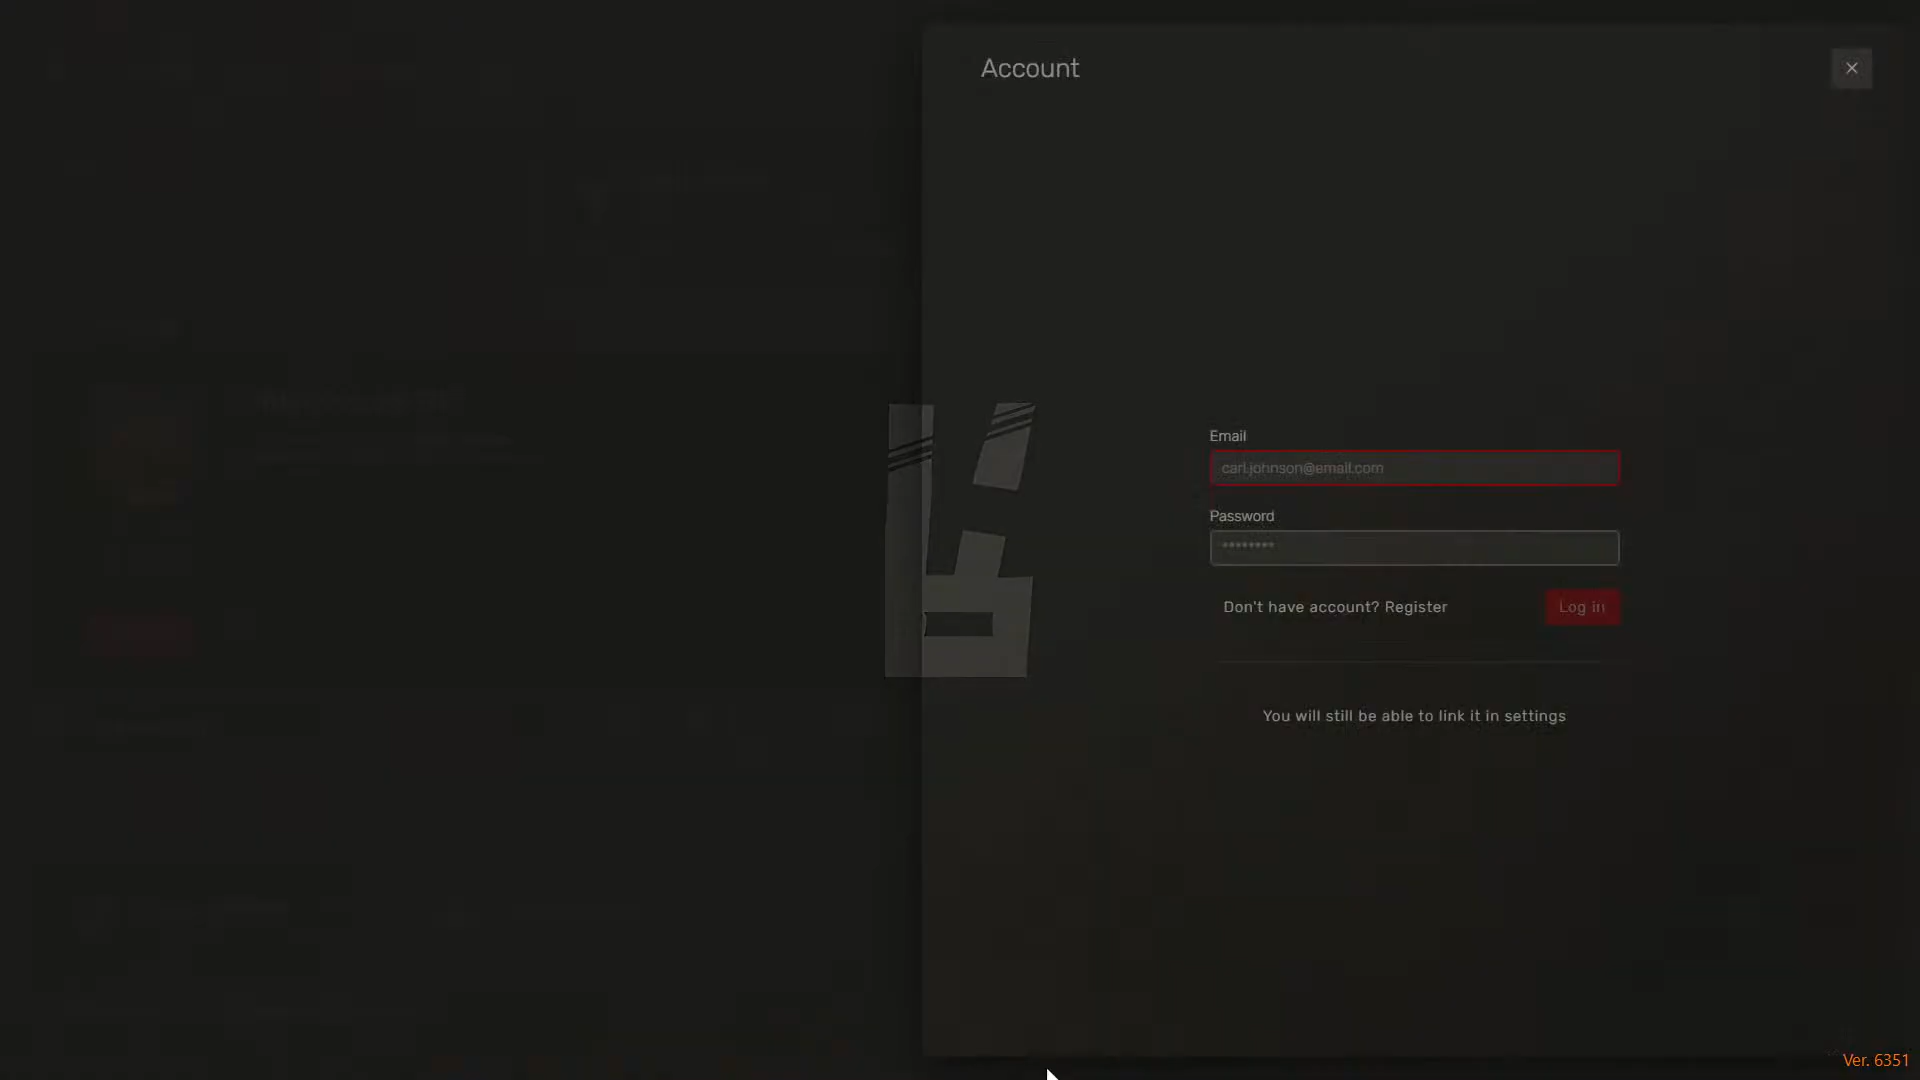 Account
Email
carl.johnson@email.com
Password
********
Don't have account? Register
Log in
You will still be able to link it in settings
Ver. 6351